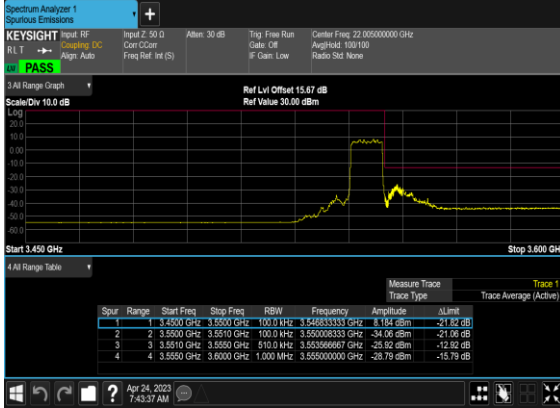 Spectrum Analyzer 1
Spurious Emissions
+
KEYSIGHT Input: RF Input Z: 50 Ω Atten: 30 dB Trig: Free Run Center Freq: 22.005000000 GHz
RLT Coupling: DC Corr CCorr Gate: Off Avg|Hold: 100/100
Align: Auto Freq Ref: Int (S) IF Gain: Low Radio Std: None
PASS
3 All Range Graph
Ref Lvl Offset 15.67 dB
Scale/Div 10.0 dB Ref Value 30.00 dBm
Log
20.0
10.0
0.00
-10.0
-20.0
-30.0
-40.0
-50.0
-60.0
Start 3.450 GHz Stop 3.600 GH
4 All Range Table
Measure Trace Trace 1
Trace Type Trace Average (Active)
Spur Range Start Freq Stop Freq RBW Frequency Amplitude ΔLimit
1 1 3.4500 GHz 3.5500 GHz 100.0 kHz 3.546833333 GHz 8.184 dBm -21.82 dB
2 2 3.5500 GHz 3.5510 GHz 100.0 kHz 3.550008333 GHz -34.06 dBm -21.06 dB
3 3 3.5510 GHz 3.5550 GHz 510.0 kHz 3.553566667 GHz -25.92 dBm -12.92 dB
4 4 3.5550 GHz 3.6000 GHz 1.000 MHz 3.555000000 GHz -28.79 dBm -15.79 dB
?
Apr 24, 2023
7:43:37 AM